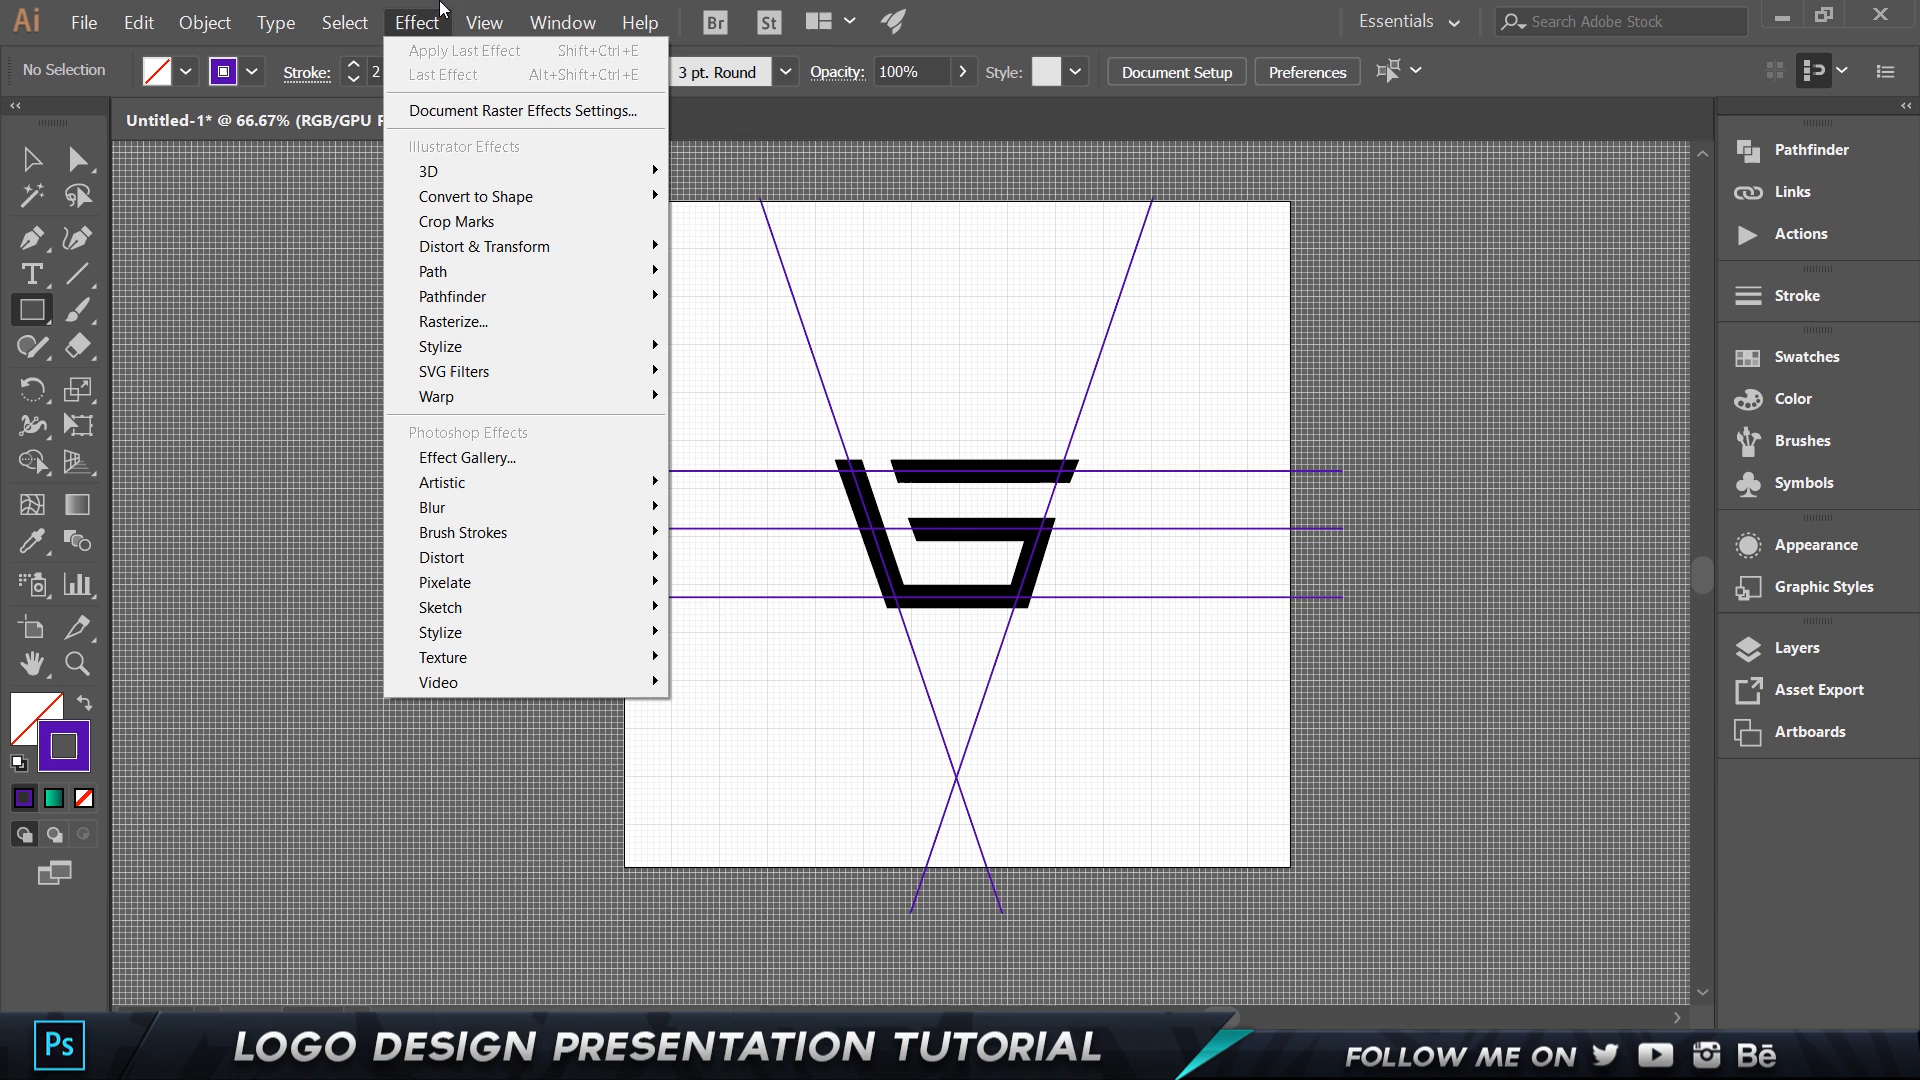 Ai File Edit Object Type Select Effect View Window Help Br St Essentials Search Adobe Stock
No Selection Stroke: 2 3 pt. Round Opacity: 100% Style: Document Setup Preferences
Untitled-1* @ 66.67% (RGB/GPU P
Apply Last Effect Shift+Ctrl+E
Last Effect Alt+Shift+Ctrl+E
Document Raster Effects Settings...
Illustrator Effects
3D
Convert to Shape
Crop Marks
Distort & Transform
Path
Pathfinder
Rasterize...
Stylize
SVG Filters
Warp
Photoshop Effects
Effect Gallery...
Artistic
Blur
Brush Strokes
Distort
Pixelate
Sketch
Stylize
Texture
Video
Pathfinder
Links
Actions
Stroke
Swatches
Color
Brushes
Symbols
Appearance
Graphic Styles
Layers
Asset Export
Artboards
Ps LOGO DESIGN PRESENTATION TUTORIAL
FOLLOW ME ON Bē